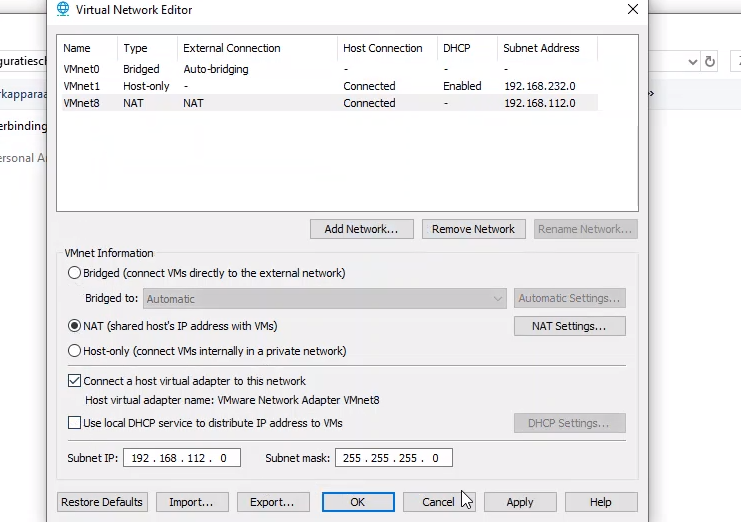 Virtual Network Editor
Name Type External Connection Host Connection DHCP Subnet Address
VMnet0 Bridged Auto-bridging - - -
VMnet1 Host-only - Connected Enabled 192.168.232.0
VMnet8 NAT NAT Connected - 192.168.112.0
Add Network... Remove Network Rename Network...
VMnet Information
Bridged (connect VMs directly to the external network)
Bridged to: Automatic Automatic Settings...
NAT (shared host's IP address with VMs) NAT Settings...
Host-only (connect VMs internally in a private network)
Connect a host virtual adapter to this network
Host virtual adapter name: VMware Network Adapter VMnet8
Use local DHCP service to distribute IP address to VMs DHCP Settings...
Subnet IP: 192 . 168 . 112 . 0 Subnet mask: 255 . 255 . 255 . 0
Restore Defaults Import... Export... OK Cancel Apply Help